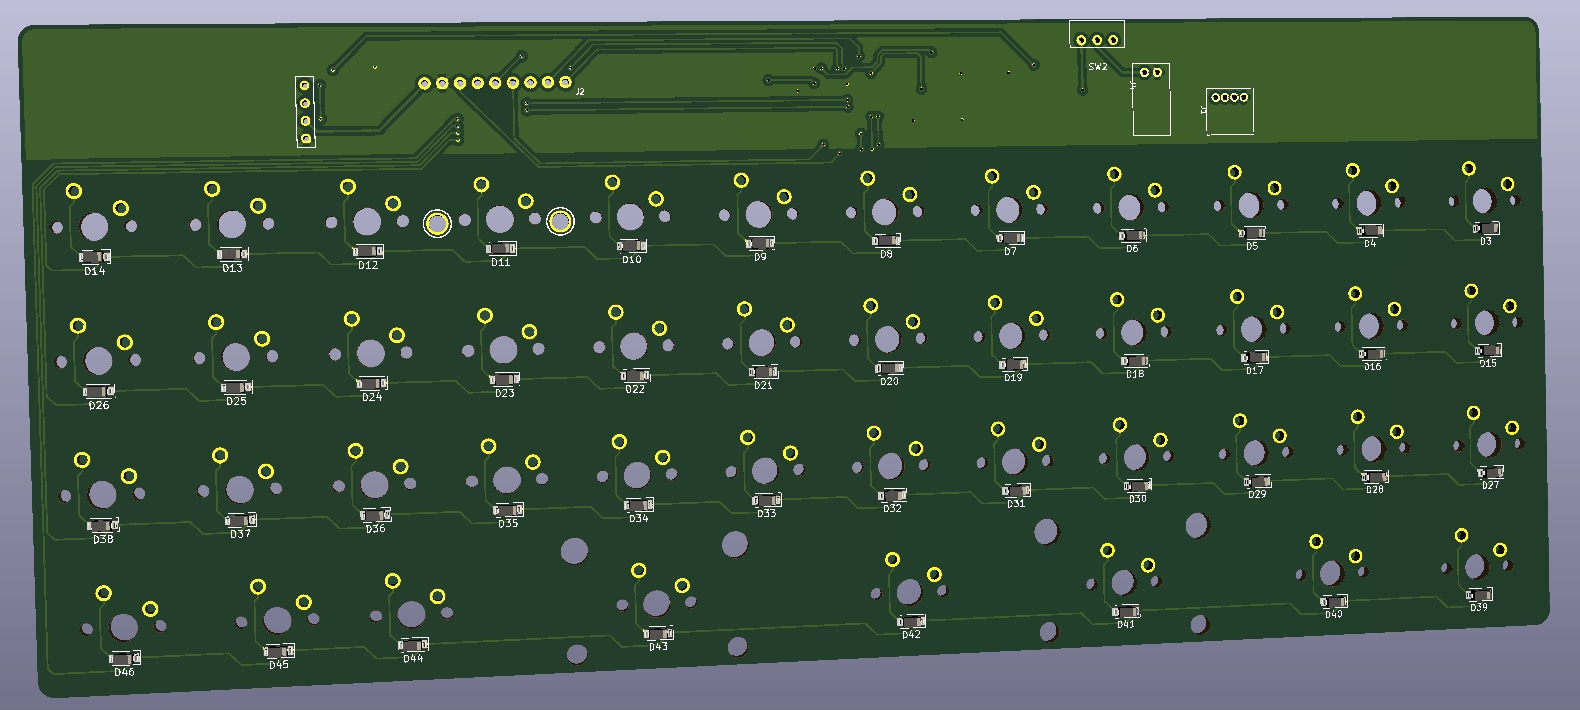 J2
SW2
D14 D13 D12 D11 D10 D9 D8 D7 D6 D5 D4 D3
D26 D25 D24 D23 D22 D21 D20 D19 D18 D17 D16 D15
D38 D37 D36 D35 D34 D33 D32 D31 D30 D29 D28 D27
D46 D45 D44 D43 D42 D41 D40 D39